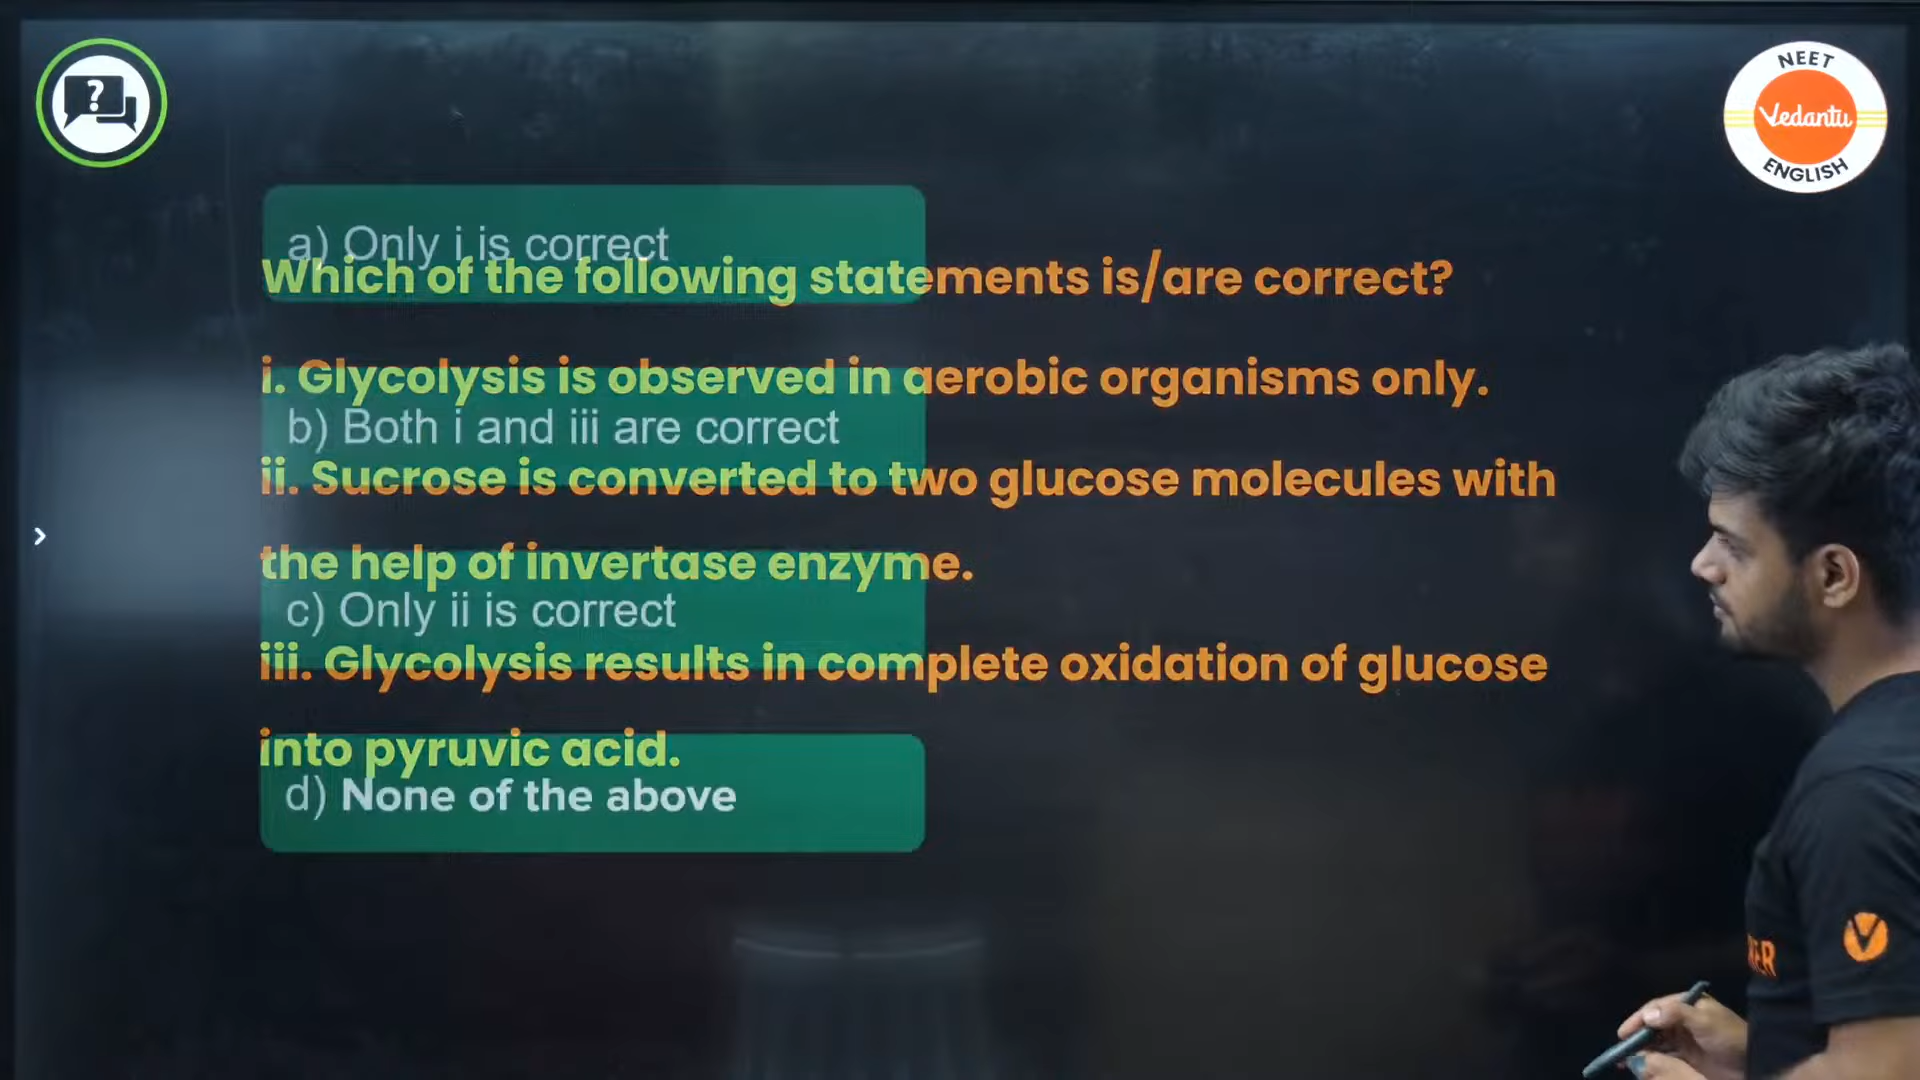 ?
NEET
Vedantu
ENGLISH
a) Only i is correct
Which of the following statements is/are correct?
i. Glycolysis is observed in aerobic organisms only.
b) Both i and iii are correct
ii. Sucrose is converted to two glucose molecules with
the help of invertase enzyme.
c) Only ii is correct
iii. Glycolysis results in complete oxidation of glucose
into pyruvic acid.
d) None of the above
V